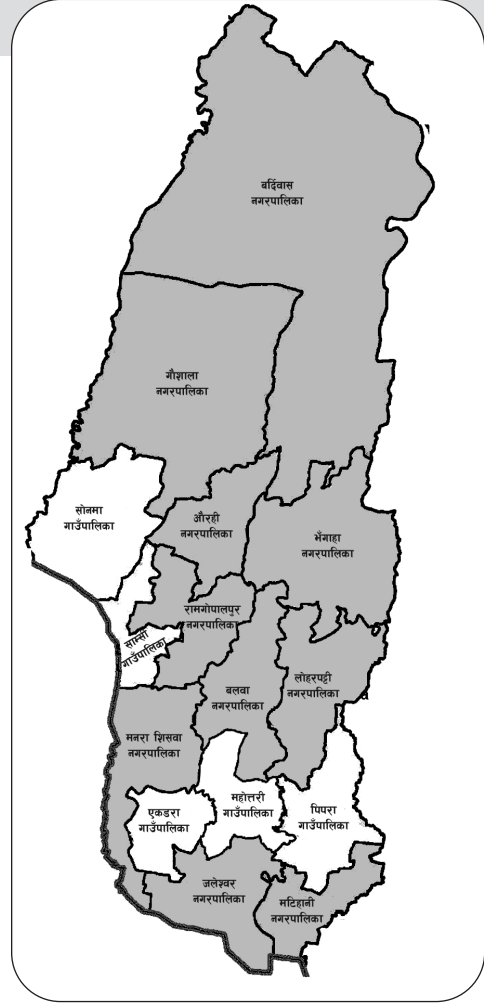 बर्दिवास
नगरपालिका
गौशाला
नगरपालिका
सोनमा
गाउँपालिका
औरही
नगरपालिका
भँगाहा
नगरपालिका
साम्सी
गाउँपालिका
रामगोपालपुर
नगरपालिका
बलवा
नगरपालिका
लोहरपट्टी
नगरपालिका
मनरा शिसवा
नगरपालिका
एकडरा
गाउँपालिका
महोत्तरी
गाउँपालिका
पिपरा
गाउँपालिका
जलेश्वर
नगरपालिका
मटिहानी
नगरपालिका